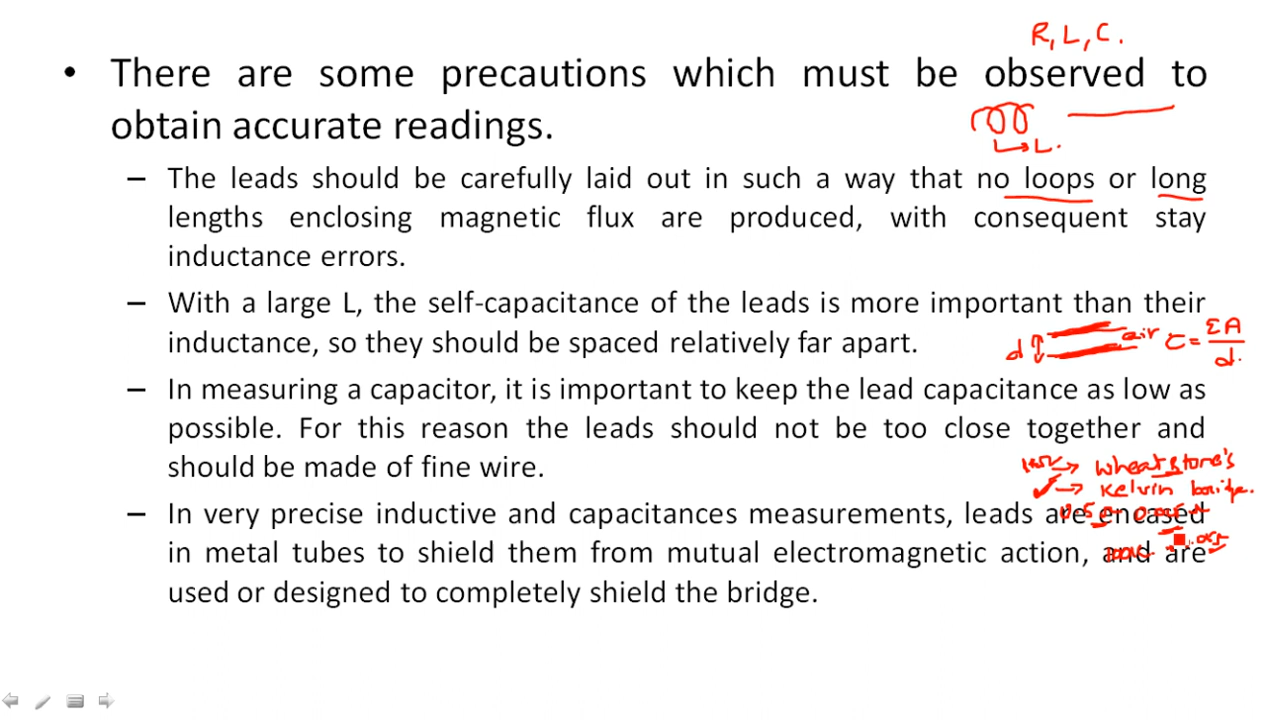 R, L, C.
• There are some precautions which must be observed to
obtain accurate readings.
L.
– The leads should be carefully laid out in such a way that no loops or long
lengths enclosing magnetic flux are produced, with consequent stay
inductance errors.
– With a large L, the self-capacitance of the leads is more important than their
inductance, so they should be spaced relatively far apart.
d air C = ΣA
d.
– In measuring a capacitor, it is important to keep the lead capacitance as low as
possible. For this reason the leads should not be too close together and
should be made of fine wire.
→ Wheatstone's
✓→ Kelvin bridge.
– In very precise inductive and capacitances measurements, leads are encased
in metal tubes to shield them from mutual electromagnetic action, and are
used or designed to completely shield the bridge.